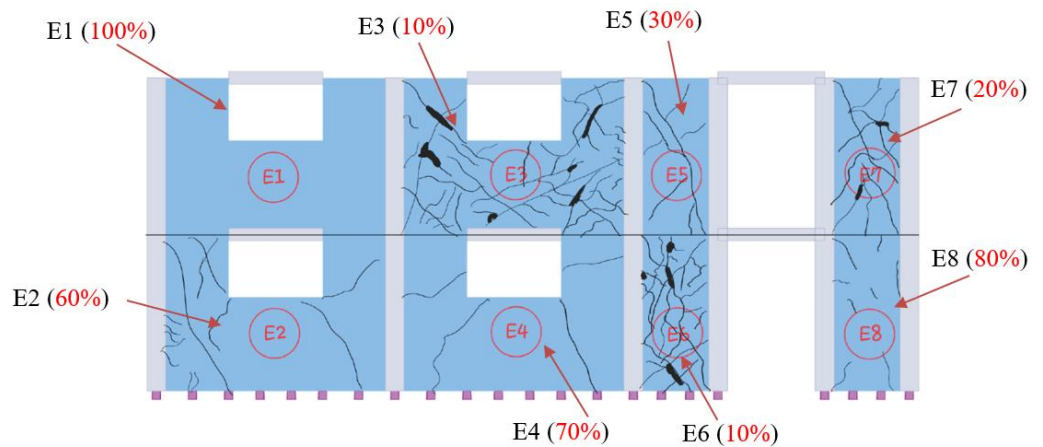 E1 (100%)
E3 (10%)
E5 (30%)
E7 (20%)
E1
E3
E5
E7
E2 (60%)
E8 (80%)
E2
E4
E6
E8
E4 (70%)
E6 (10%)